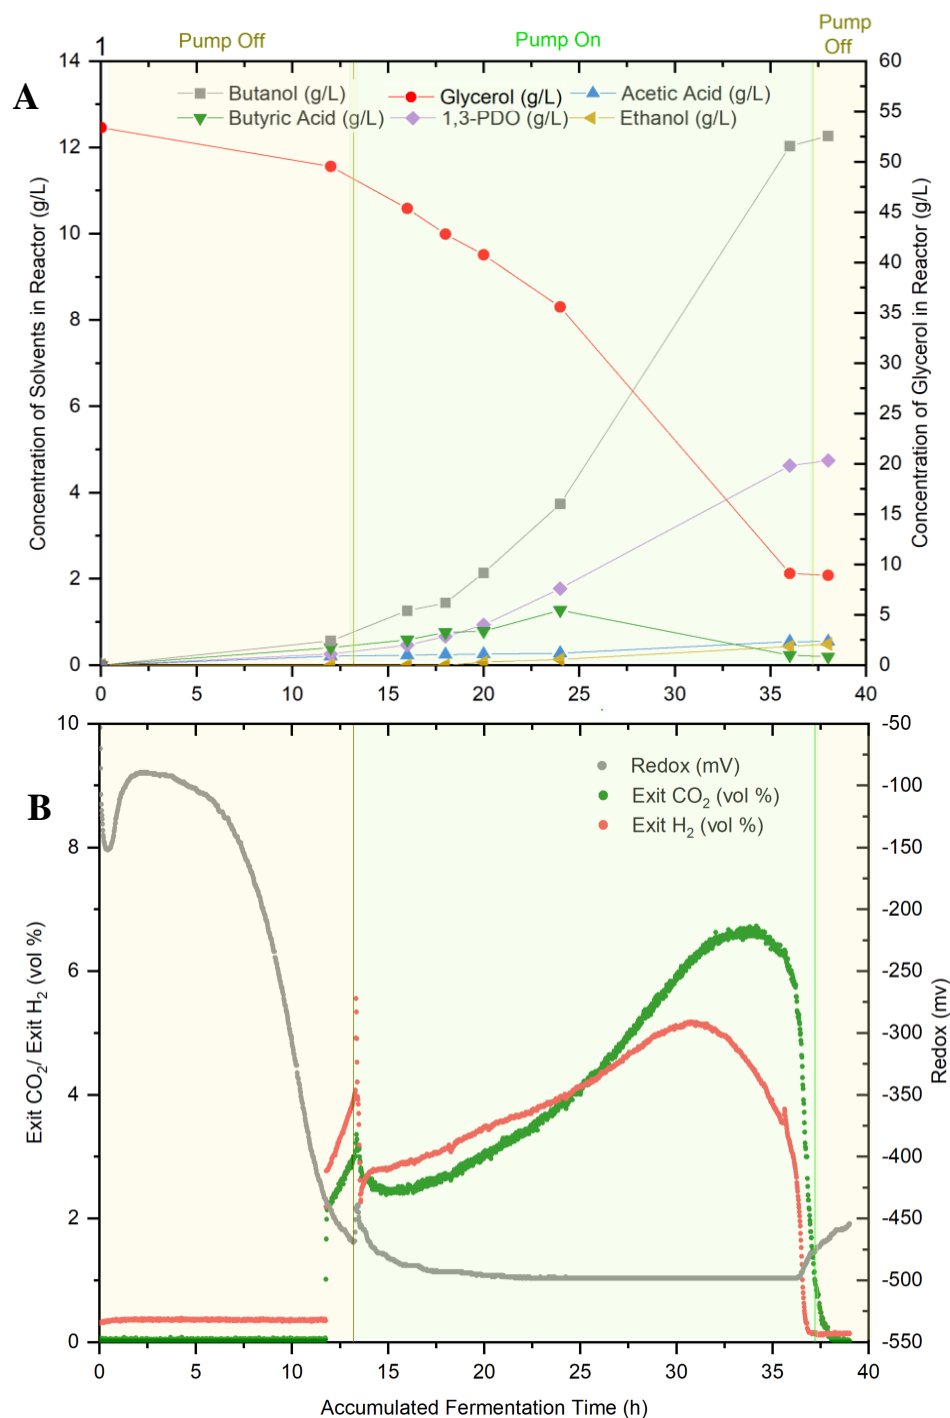 A
1
Pump Off
Pump On
Pump
Off
14
12
10
8
6
4
2
0
60
55
50
45
40
35
30
25
20
15
10
5
0
Butanol (g/L)
Glycerol (g/L)
Acetic Acid (g/L)
Butyric Acid (g/L)
1,3-PDO (g/L)
Ethanol (g/L)
Concentration of Solvents in Reactor (g/L)
Concentration of Glycerol in Reactor (g/L)
0 5 10 15 20 25 30 35 40
B
10
8
6
4
2
0
-50
-100
-150
-200
-250
-300
-350
-400
-450
-500
-550
Redox (mV)
Exit CO₂ (vol %)
Exit H₂ (vol %)
Exit CO₂/ Exit H₂ (vol %)
Redox (mv)
0 5 10 15 20 25 30 35 40
Accumulated Fermentation Time (h)